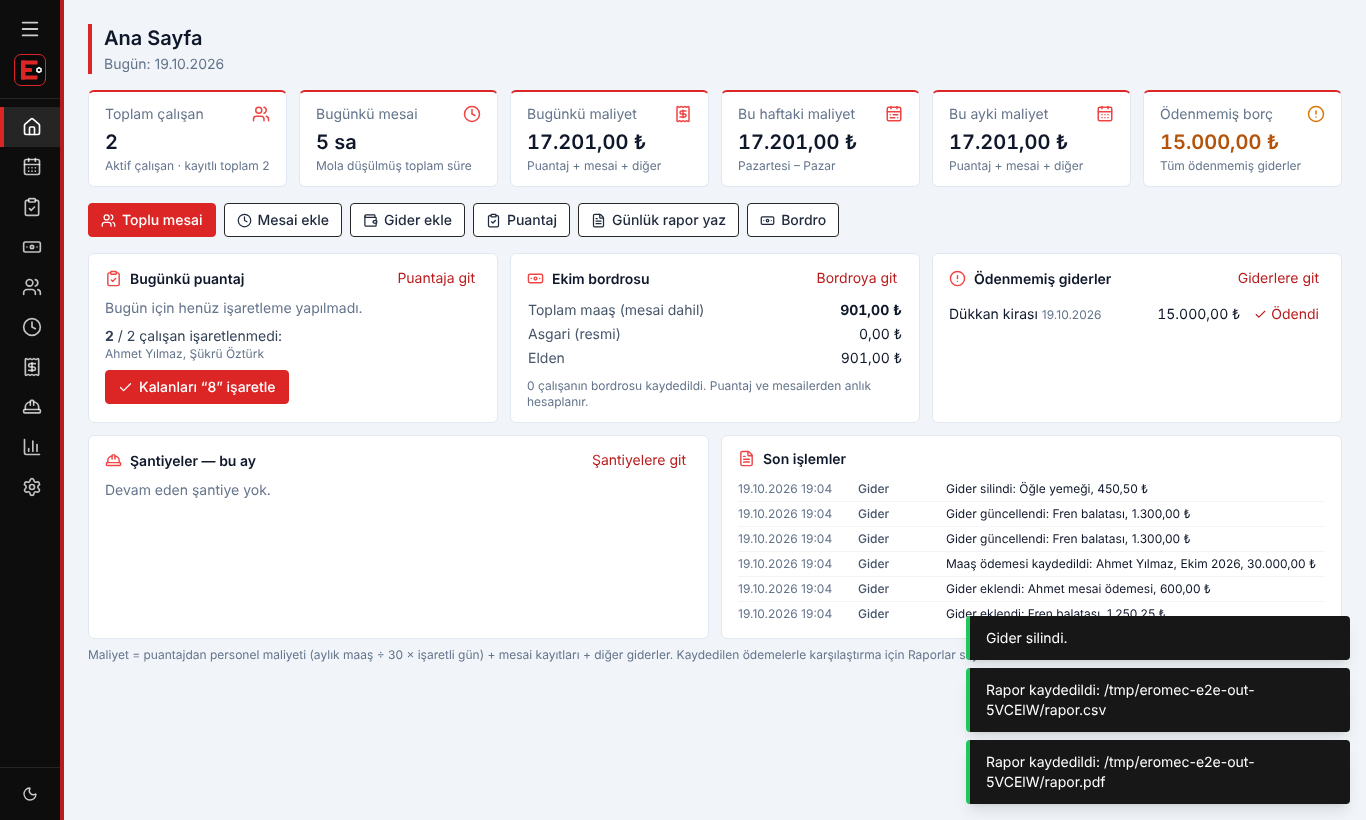 Ana Sayfa
Bugün: 19.10.2026
Toplam çalışan
2
Aktif çalışan · kayıtlı toplam 2
Bugünkü mesai
5 sa
Mola düşülmüş toplam süre
Bugünkü maliyet
17.201,00 ₺
Puantaj + mesai + diğer
Bu haftaki maliyet
17.201,00 ₺
Pazartesi – Pazar
Bu ayki maliyet
17.201,00 ₺
Puantaj + mesai + diğer
Ödenmemiş borç
15.000,00 ₺
Tüm ödenmemiş giderler
Toplu mesai
Mesai ekle
Gider ekle
Puantaj
Günlük rapor yaz
Bordro
Bugünkü puantaj
Puantaja git
Bugün için henüz işaretleme yapılmadı.
2 / 2 çalışan işaretlenmedi:
Ahmet Yılmaz, Şükrü Öztürk
Kalanları “8” işaretle
Ekim bordrosu
Bordroya git
Toplam maaş (mesai dahil) 901,00 ₺
Asgari (resmi) 0,00 ₺
Elden 901,00 ₺
0 çalışanın bordrosu kaydedildi. Puantaj ve mesailerden anlık
hesaplanır.
Ödenmemiş giderler
Giderlere git
Dükkan kirası 19.10.2026 15.000,00 ₺ Ödendi
Şantiyeler — bu ay
Şantiyelere git
Devam eden şantiye yok.
Son işlemler
19.10.2026 19:04 Gider Gider silindi: Öğle yemeği, 450,50 ₺
19.10.2026 19:04 Gider Gider güncellendi: Fren balatası, 1.300,00 ₺
19.10.2026 19:04 Gider Gider güncellendi: Fren balatası, 1.300,00 ₺
19.10.2026 19:04 Gider Maaş ödemesi kaydedildi: Ahmet Yılmaz, Ekim 2026, 30.000,00 ₺
19.10.2026 19:04 Gider Gider eklendi: Ahmet mesai ödemesi, 600,00 ₺
19.10.2026 19:04 Gider Gider eklendi: Fren balatası, 1.250,25 ₺
Maliyet = puantajdan personel maliyeti (aylık maaş ÷ 30 × işaretli gün) + mesai kayıtları + diğer giderler. Kaydedilen ödemelerle karşılaştırma için Raporlar
Gider silindi.
Rapor kaydedildi: /tmp/eromec-e2e-out-
5VCElW/rapor.csv
Rapor kaydedildi: /tmp/eromec-e2e-out-
5VCElW/rapor.pdf